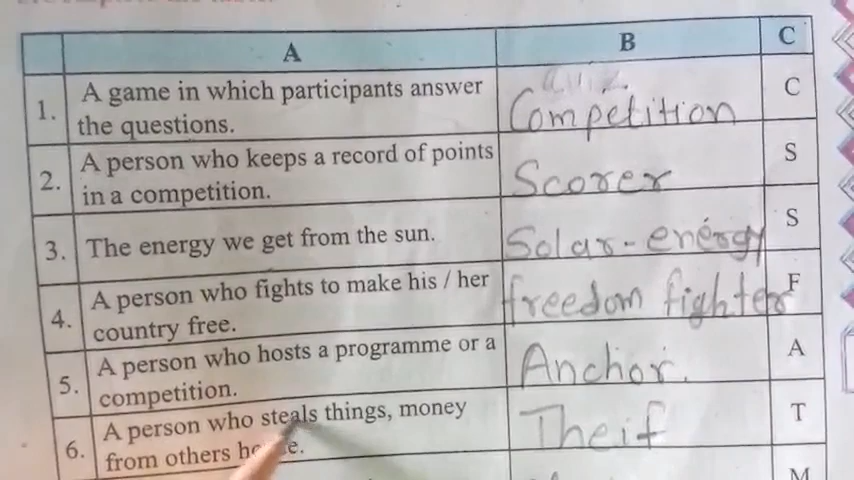 A B C
1. A game in which participants answer
the questions.
Competition C
2. A person who keeps a record of points
in a competition.
Scorer S
3. The energy we get from the sun. Solar-energy S
4. A person who fights to make his / her
country free.
freedom fighter F
5. A person who hosts a programme or a
competition.
Anchor. A
6. A person who steals things, money
from others
Theif T
M